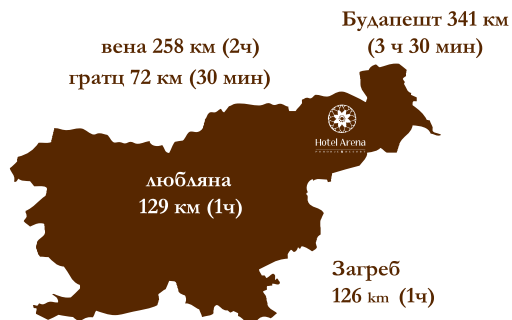 Будапешт 341 км
(3 ч 30 мин)
вена 258 км (2ч)
гратц 72 км (30 мин)
Hotel Arena
любляна
129 км (1ч)
Загреб
126 km (1ч)